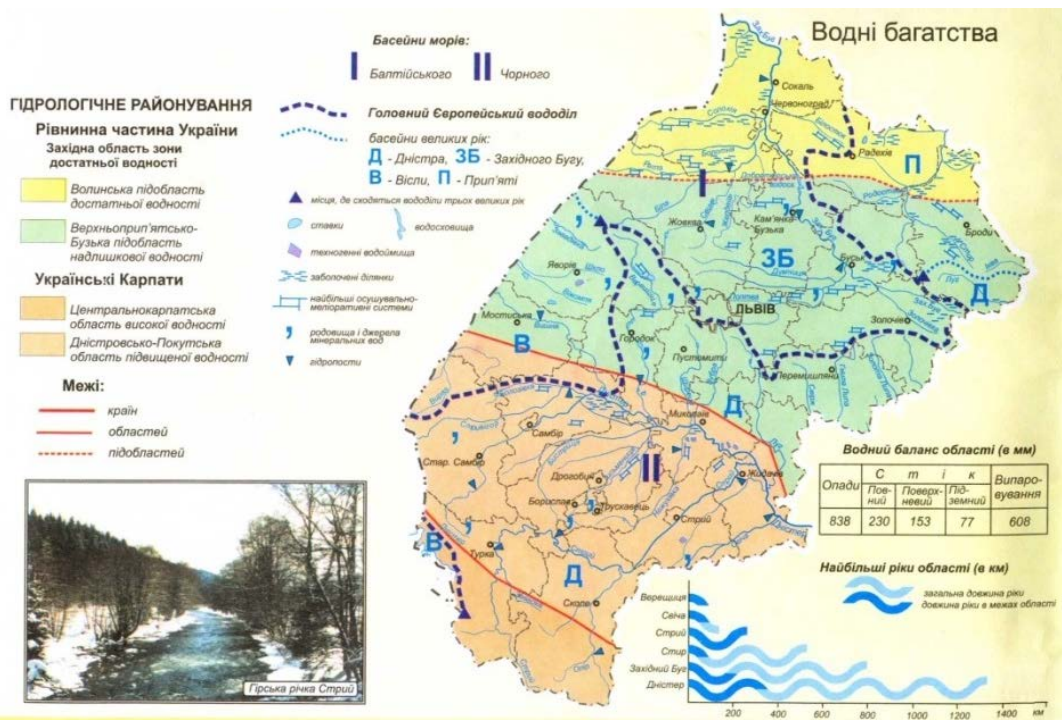 Водні багатства
Басейни морів:
I Балтійського II Чорного
Головний Європейський вододіл
басейни великих рік:
Д - Дністра, ЗБ - Західного Бугу,
В - Вісли, П - Прип'яті
місця, де сходяться вододіли трьох великих рік
ставки
водосховища
техногенні водоймища
заболочені ділянки
найбільші осушувально-
меліоративні системи
родовища і джерела
мінеральних вод
гідропости
ГІДРОЛОГІЧНЕ РАЙОНУВАННЯ
Рівнинна частина України
Західна область зони
достатньої водності
Волинська підобласть
достатньої водності
Верхньоприп'ятсько-
Бузька підобласть
надлишкової водності
Українські Карпати
Центральнокарпатська
область високої водності
Дністровсько-Покутська
область підвищеної водності
Межі:
країн
областей
підобластей
Гірська річка Стрий
Зах.Буг
Сокаль
Червоноград
Радехів
П
I
Жовква
Кам'янка-
Бузька
Броди
ЗБ
Буськ
Яворів
Мостиська
ЛЬВІВ
Золочів
Д
В
Городок
Пустомити
Перемишляни
Д
Миколаїв
Самбір
Стар. Самбір
Дрогобич
II
Жидачів
Борислав
Трускавець
Стрий
В
Турка
Д
Сколе
Водний баланс області (в мм)
Опади
Стік
Випаро-
вування
Пов-
ний
Поверх-
невий
Під-
земний
838 230 153 77 608
Найбільші ріки області (в км)
загальна довжина ріки
довжина ріки в межах області
Верещиця
Свіча
Стрий
Стир
Західний Буг
Дністер
200 400 600 800 1000 1200 1400 км